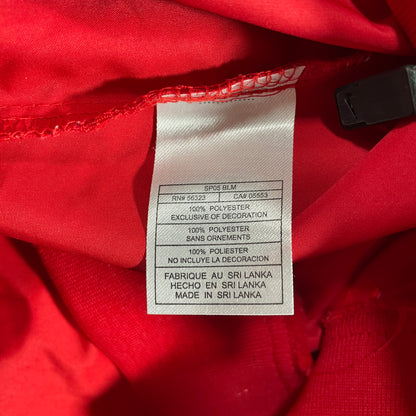 SP05 BLM
RN# 56323 CA# 05553
100% POLYESTER
EXCLUSIVE OF DECORATION
100% POLYESTER
SANS ORNEMENTS
100% POLIESTER
NO INCLUYE LA DECORACION
FABRIQUE AU SRI LANKA
HECHO EN SRI LANKA
MADE IN SRI LANKA